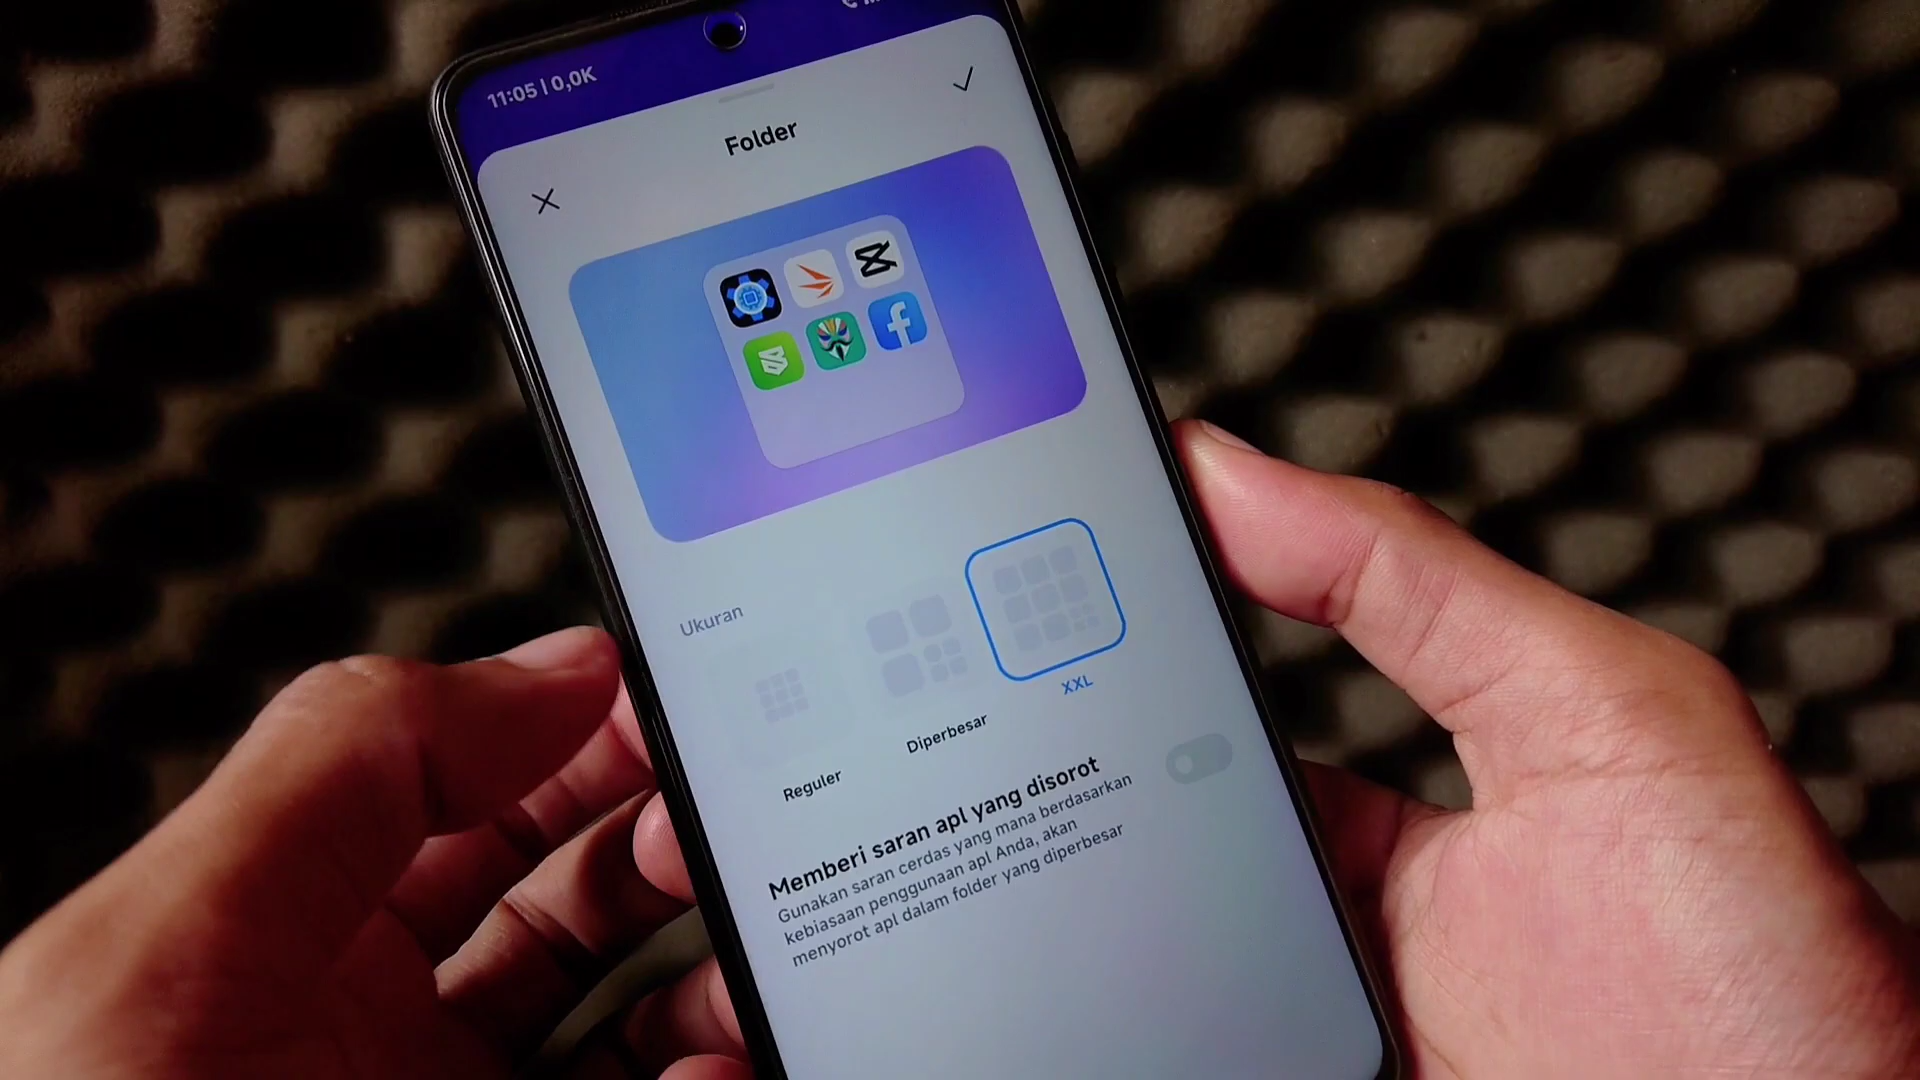 11:05 | 0,0K
Folder
Ukuran
Reguler
Diperbesar
XXL
Memberi saran apl yang disorot
Gunakan saran cerdas yang mana berdasarkan
kebiasaan penggunaan apl Anda, akan
menyorot apl dalam folder yang diperbesar